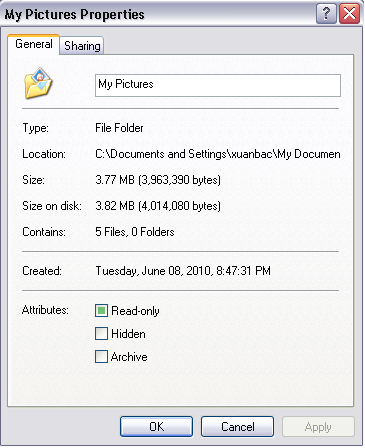 My Pictures Properties
General Sharing
My Pictures
Type: File Folder
Location: C:\Documents and Settings\xuanbac\My Documen
Size: 3.77 MB (3,963,390 bytes)
Size on disk: 3.82 MB (4,014,080 bytes)
Contains: 5 Files, 0 Folders
Created: Tuesday, June 08, 2010, 8:47:31 PM
Attributes: Read-only
Hidden
Archive
OK Cancel Apply